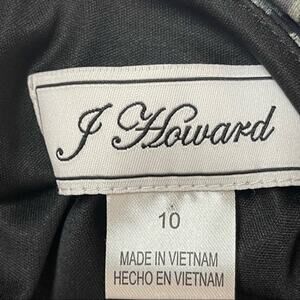 J Howard
10
MADE IN VIETNAM
HECHO EN VIETNAM